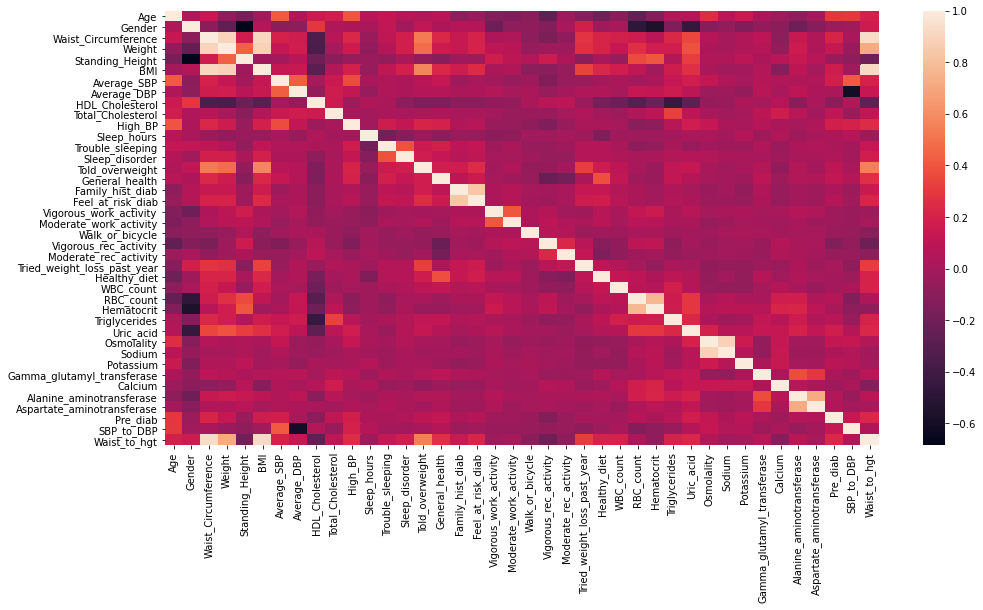 Age
Gender
Waist_Circumference
Weight
Standing_Height
BMI
Average_SBP
Average_DBP
HDL_Cholesterol
Total_Cholesterol
High_BP
Sleep_hours
Trouble_sleeping
Sleep_disorder
Told_overweight
General_health
Family_hist_diab
Feel_at_risk_diab
Vigorous_work_activity
Moderate_work_activity
Walk_or_bicycle
Vigorous_rec_activity
Moderate_rec_activity
Tried_weight_loss_past_year
Healthy_diet
WBC_count
RBC_count
Hematocrit
Triglycerides
Uric_acid
Osmolality
Sodium
Potassium
Gamma_glutamyl_transferase
Calcium
Alanine_aminotransferase
Aspartate_aminotransferase
Pre_diab
SBP_to_DBP
Waist_to_hgt
Age
Gender
Waist_Circumference
Weight
Standing_Height
BMI
Average_SBP
Average_DBP
HDL_Cholesterol
Total_Cholesterol
High_BP
Sleep_hours
Trouble_sleeping
Sleep_disorder
Told_overweight
General_health
Family_hist_diab
Feel_at_risk_diab
Vigorous_work_activity
Moderate_work_activity
Walk_or_bicycle
Vigorous_rec_activity
Moderate_rec_activity
Tried_weight_loss_past_year
Healthy_diet
WBC_count
RBC_count
Hematocrit
Triglycerides
Uric_acid
Osmolality
Sodium
Potassium
Gamma_glutamyl_transferase
Calcium
Alanine_aminotransferase
Aspartate_aminotransferase
Pre_diab
SBP_to_DBP
Waist_to_hgt
1.0
0.8
0.6
0.4
0.2
0.0
−0.2
−0.4
−0.6